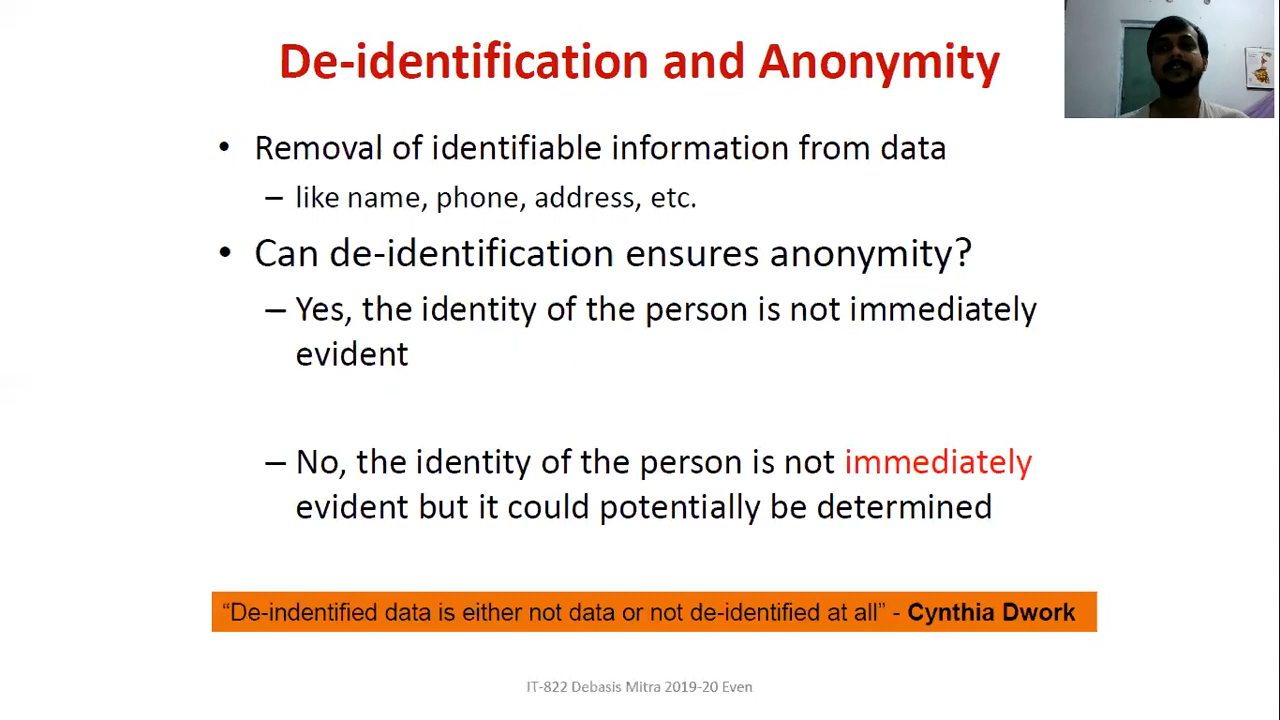 De-identification and Anonymity
• Removal of identifiable information from data
– like name, phone, address, etc.
• Can de-identification ensures anonymity?
– Yes, the identity of the person is not immediately
evident
– No, the identity of the person is not immediately
evident but it could potentially be determined
“De-indentified data is either not data or not de-identified at all” - Cynthia Dwork
IT-822 Debasis Mitra 2019-20 Even